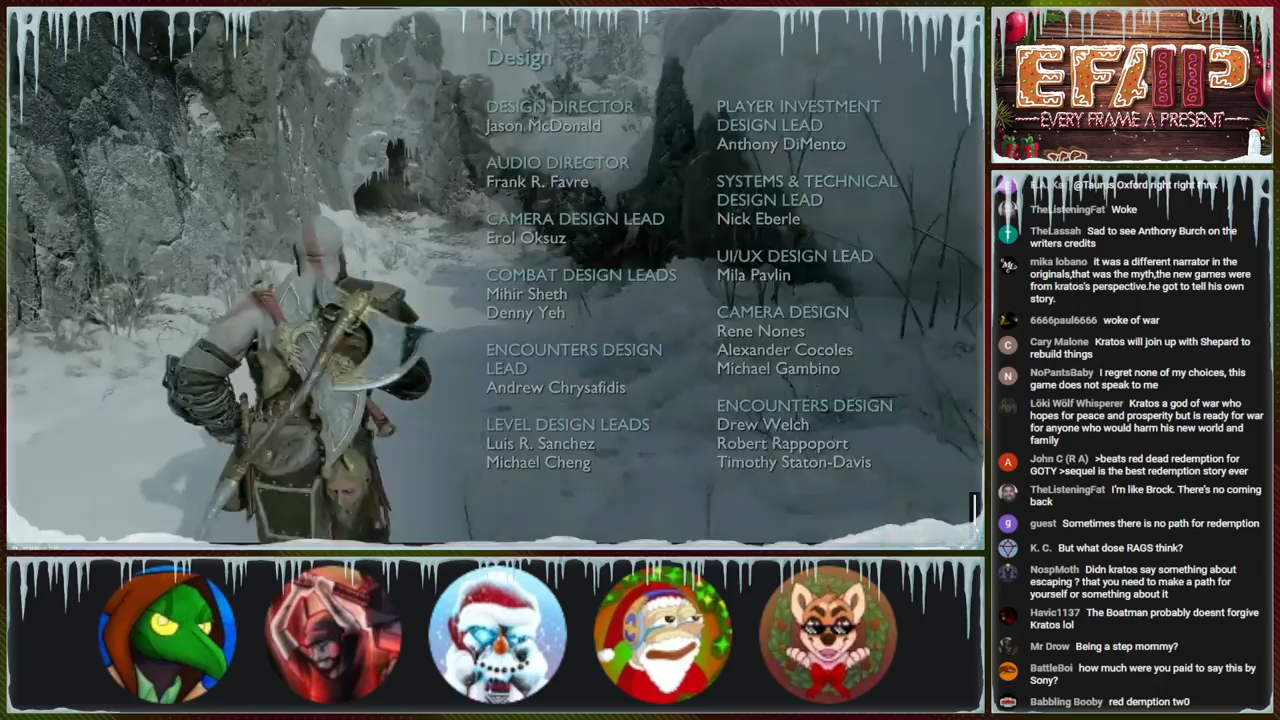 Design
DESIGN DIRECTOR
Jason McDonald
AUDIO DIRECTOR
Frank R. Favre
CAMERA DESIGN LEAD
Erol Oksuz
COMBAT DESIGN LEADS
Mihir Sheth
Denny Yeh
ENCOUNTERS DESIGN
LEAD
Andrew Chrysafidis
LEVEL DESIGN LEADS
Luis R. Sanchez
Michael Cheng
PLAYER INVESTMENT
DESIGN LEAD
Anthony DiMento
SYSTEMS & TECHNICAL
DESIGN LEAD
Nick Eberle
UI/UX DESIGN LEAD
Mila Pavlin
CAMERA DESIGN
Rene Nones
Alexander Cocoles
Michael Gambino
ENCOUNTERS DESIGN
Drew Welch
Robert Rappoport
Timothy Staton-Davis
EFAP
EVERY FRAME A PRESENT
@Taurus Oxford right right thnx
TheListeningFat Woke
T TheLassah Sad to see Anthony Burch on the
writers credits
mika lobano it was a different narrator in the
originals,that was the myth,the new games were
from kratos's perspective.he got to tell his own
story.
6666paul6666 woke of war
C Cary Malone Kratos will join up with Shepard to
rebuild things
N NoPantsBaby I regret none of my choices, this
game does not speak to me
Löki Wölf Whisperer Kratos a god of war who
hopes for peace and prosperity but is ready for war
for anyone who would harm his new world and
family
A John C (R A) >beats red dead redemption for
GOTY >sequel is the best redemption story ever
TheListeningFat I'm like Brock. There's no coming
back
g guest Sometimes there is no path for redemption
K. C. But what dose RAGS think?
NospMoth Didn kratos say something about
escaping ? that you need to make a path for
yourself or something about it
Havic1137 The Boatman probably doesnt forgive
Kratos lol
Mr Drow Being a step mommy?
BattleBoi how much were you paid to say this by
Sony?
Babbling Booby red demption tw0